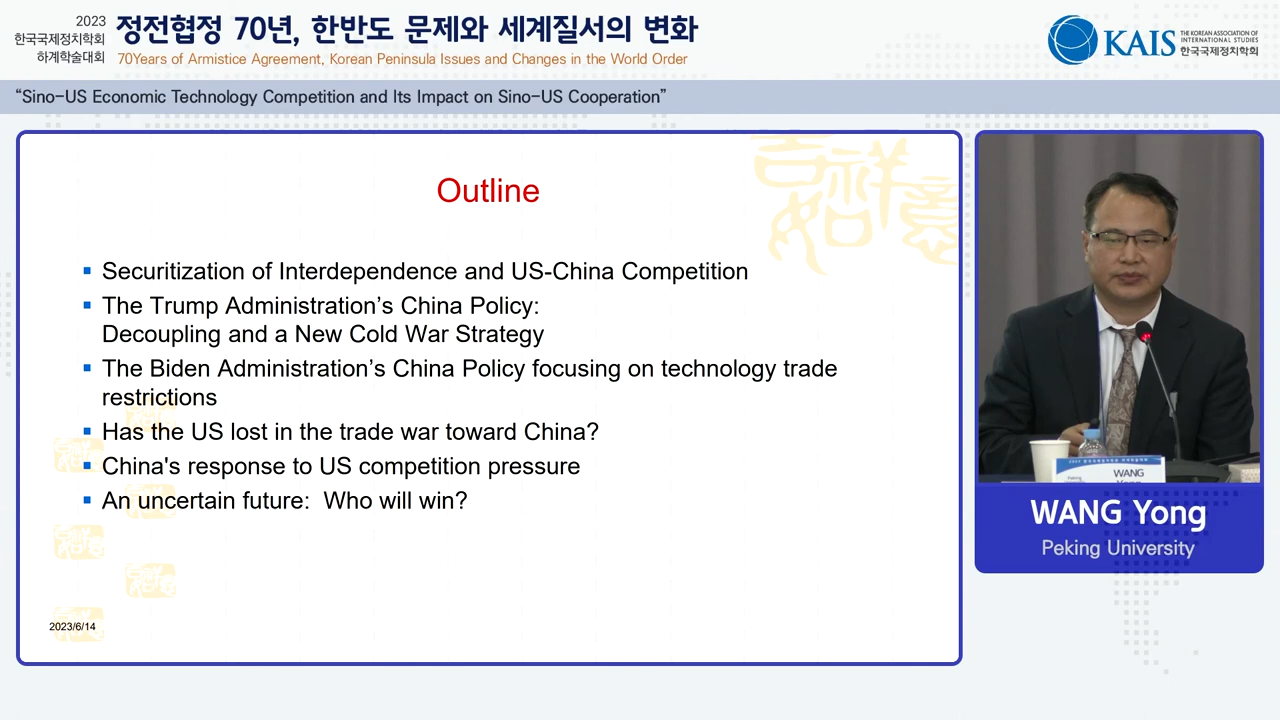 2023
한국국제정치학회
하계학술대회
정전협정 70년, 한반도 문제와 세계질서의 변화
70Years of Armistice Agreement, Korean Peninsula Issues and Changes in the World Order
KAIS
THE KOREAN ASSOCIATION OF
INTERNATIONAL STUDIES
한국국제정치학회
“Sino-US Economic Technology Competition and Its Impact on Sino-US Cooperation”
吉祥
如意
Outline
▪ Securitization of Interdependence and US-China Competition
▪ The Trump Administration’s China Policy:
Decoupling and a New Cold War Strategy
▪ The Biden Administration’s China Policy focusing on technology trade
restrictions
▪ Has the US lost in the trade war toward China?
▪ China's response to US competition pressure
▪ An uncertain future:  Who will win?
2023/6/14
WANG
WANG Yong
Peking University